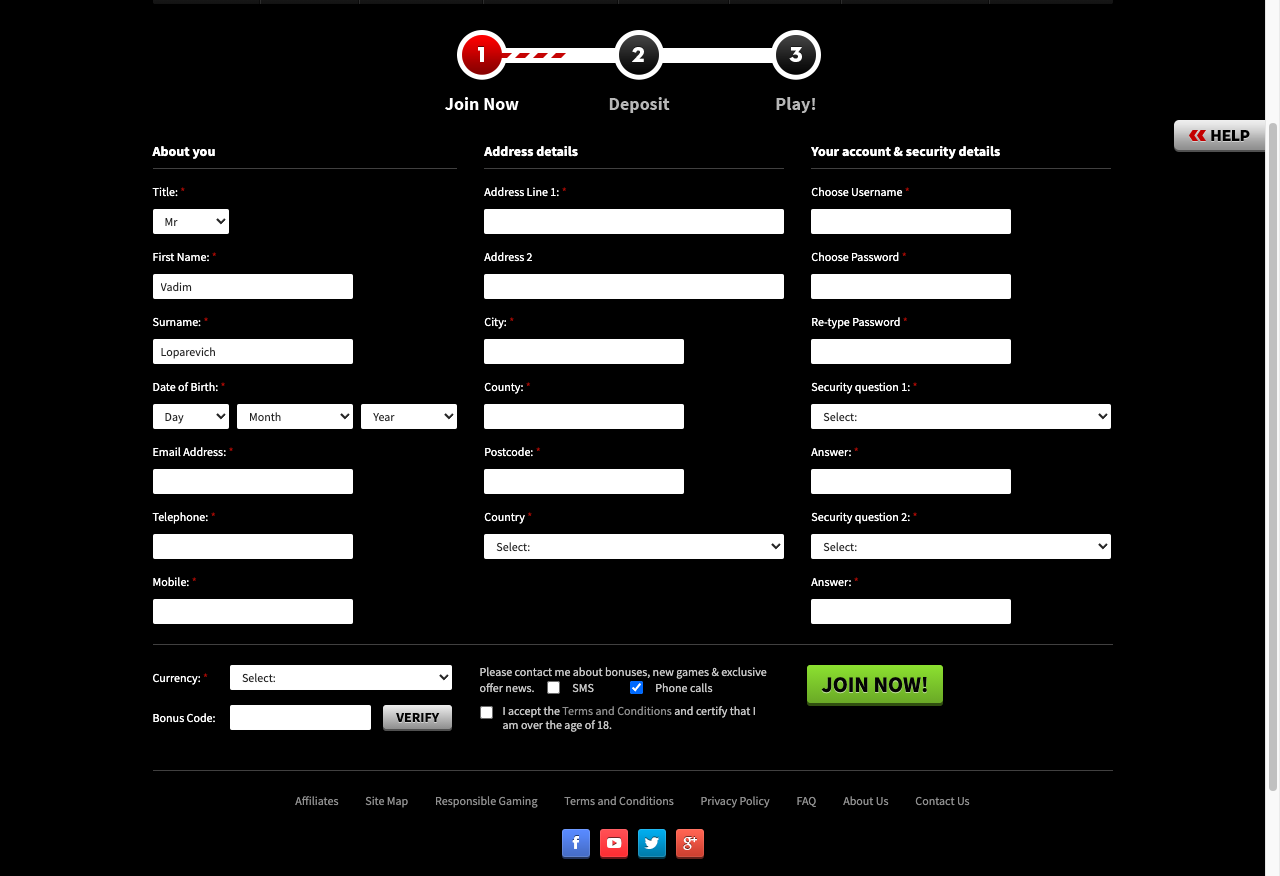 1
2
3
Join Now
Deposit
Play!
HELP
About you
Title: *
Mr
First Name: *
Vadim
Surname: *
Loparevich
Date of Birth: *
Day Month Year
Email Address: *
Telephone: *
Mobile: *
Address details
Address Line 1: *
Address 2
City: *
County: *
Postcode: *
Country *
Select:
Your account & security details
Choose Username *
Choose Password *
Re-type Password *
Security question 1: *
Select:
Answer: *
Security question 2: *
Select:
Answer: *
Currency: *
Select:
Bonus Code:
VERIFY
Please contact me about bonuses, new games & exclusive
offer news. SMS Phone calls
I accept the Terms and Conditions and certify that I
am over the age of 18.
JOIN NOW!
Affiliates Site Map Responsible Gaming Terms and Conditions Privacy Policy FAQ About Us Contact Us
f
g+